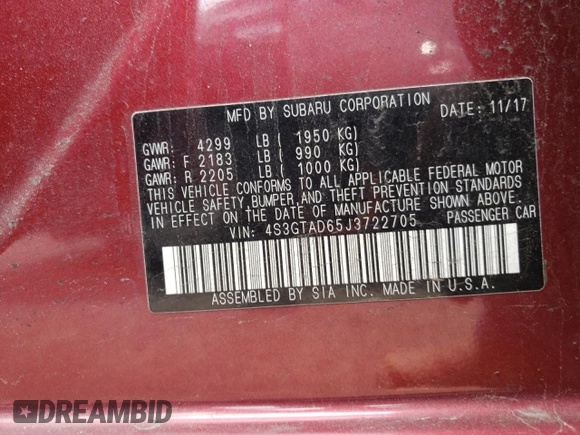 MFD BY SUBARU CORPORATION DATE: 11/17
GVWR: 4299 LB ( 1950 KG)
GAWR: F 2183 LB ( 990 KG)
GAWR: R 2205 LB ( 1000 KG)
THIS VEHICLE CONFORMS TO ALL APPLICABLE FEDERAL MOTOR
VEHICLE SAFETY,BUMPER,AND THEFT PREVENTION STANDARDS
IN EFFECT ON THE DATE OF MANUFACTURE SHOWN ABOVE.
VIN: 4S3GTAD65J3722705 PASSENGER CAR
ASSEMBLED BY SIA INC. MADE IN U.S.A.
DREAMBID